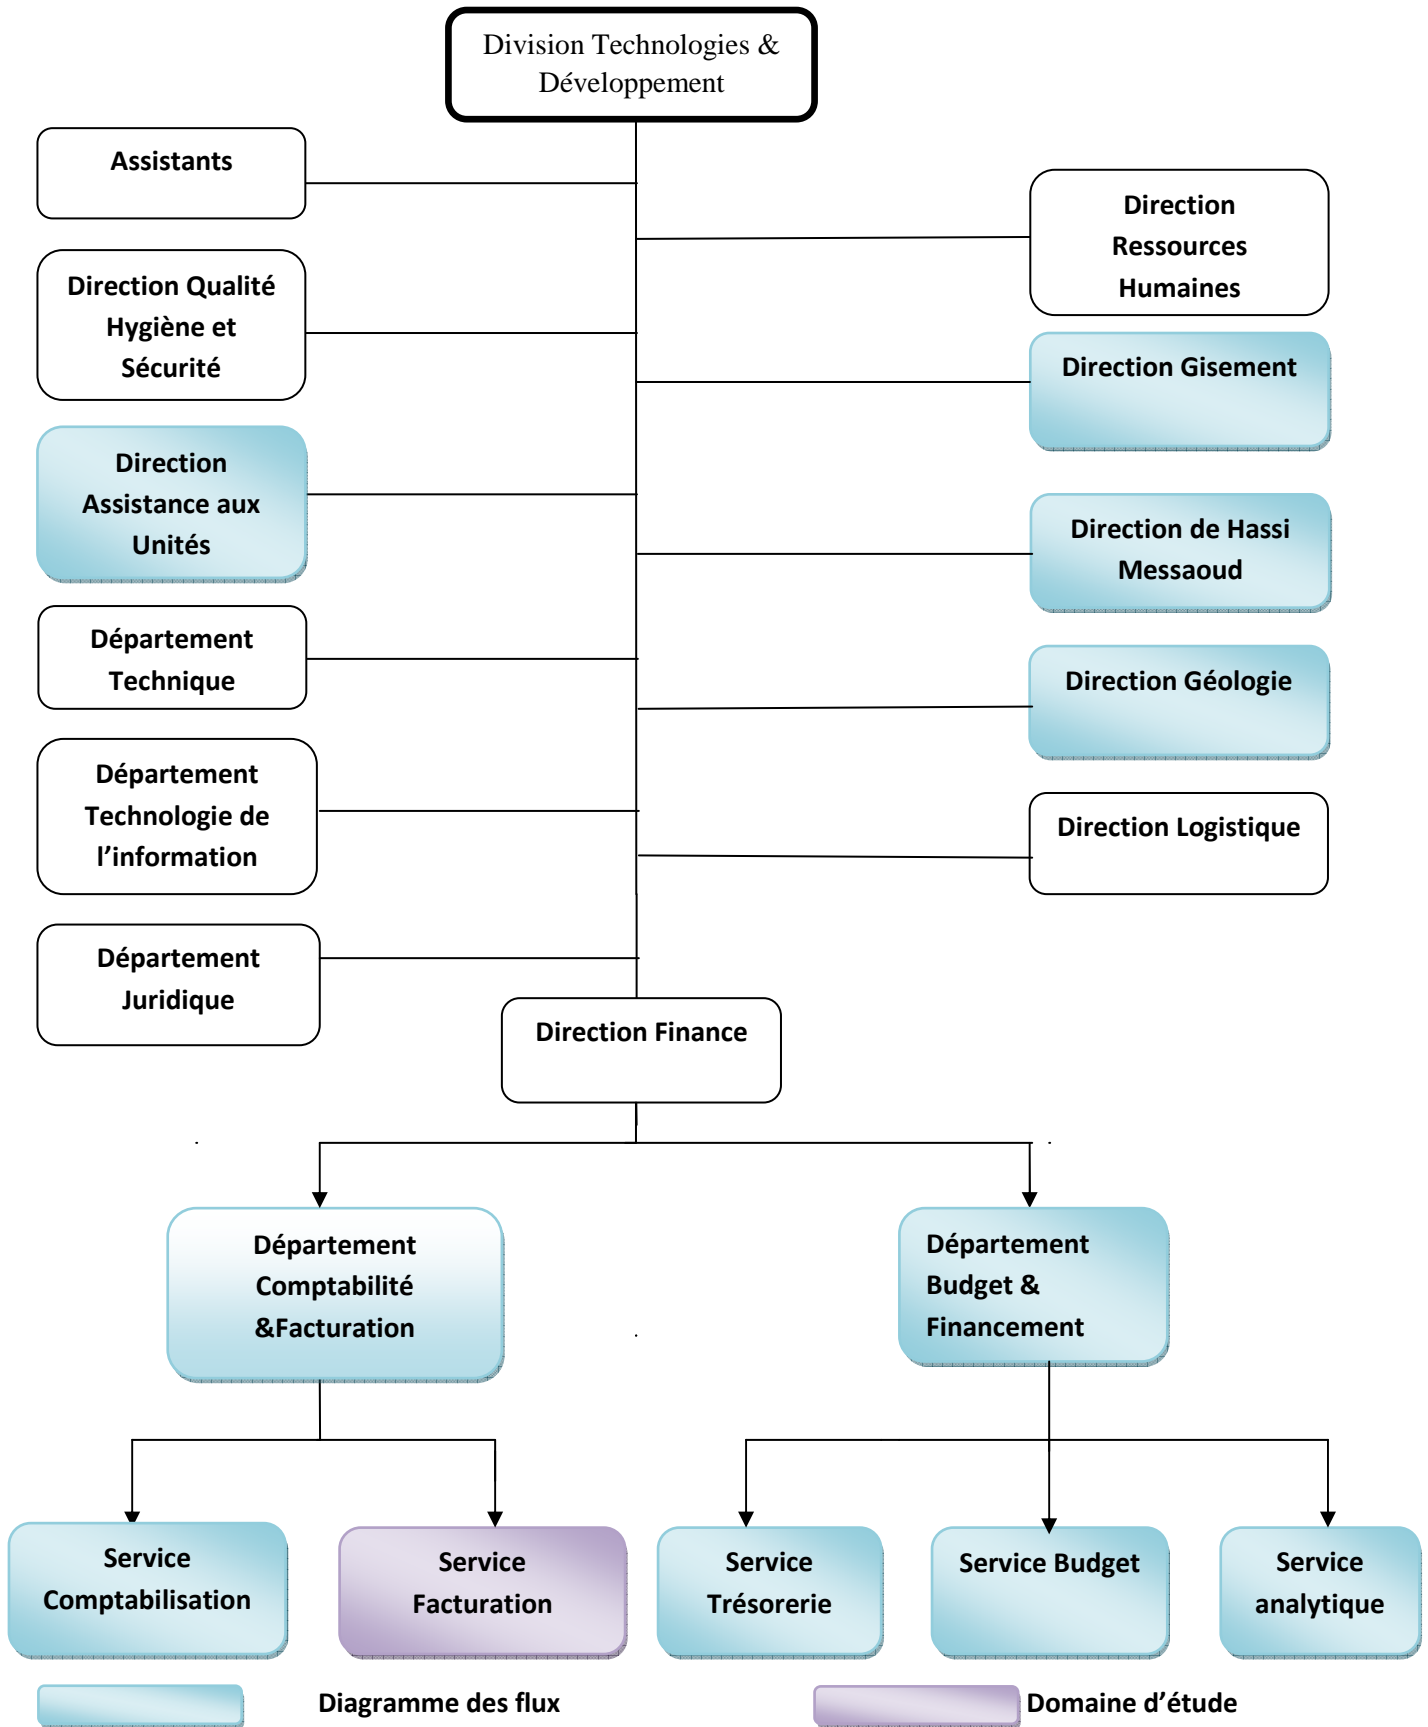 Division Technologies &
Développement
Assistants
Direction
Ressources
Humaines
Direction Qualité
Hygiène et
Sécurité
Direction Gisement
Direction
Assistance aux
Unités
Direction de Hassi
Messaoud
Département
Technique
Direction Géologie
Département
Technologie de
l’information
Direction Logistique
Département
Juridique
Direction Finance
Département
Comptabilité
&Facturation
Département
Budget &
Financement
Service
Comptabilisation
Service
Facturation
Service
Trésorerie
Service Budget
Service
analytique
Diagramme des flux
Domaine d’étude